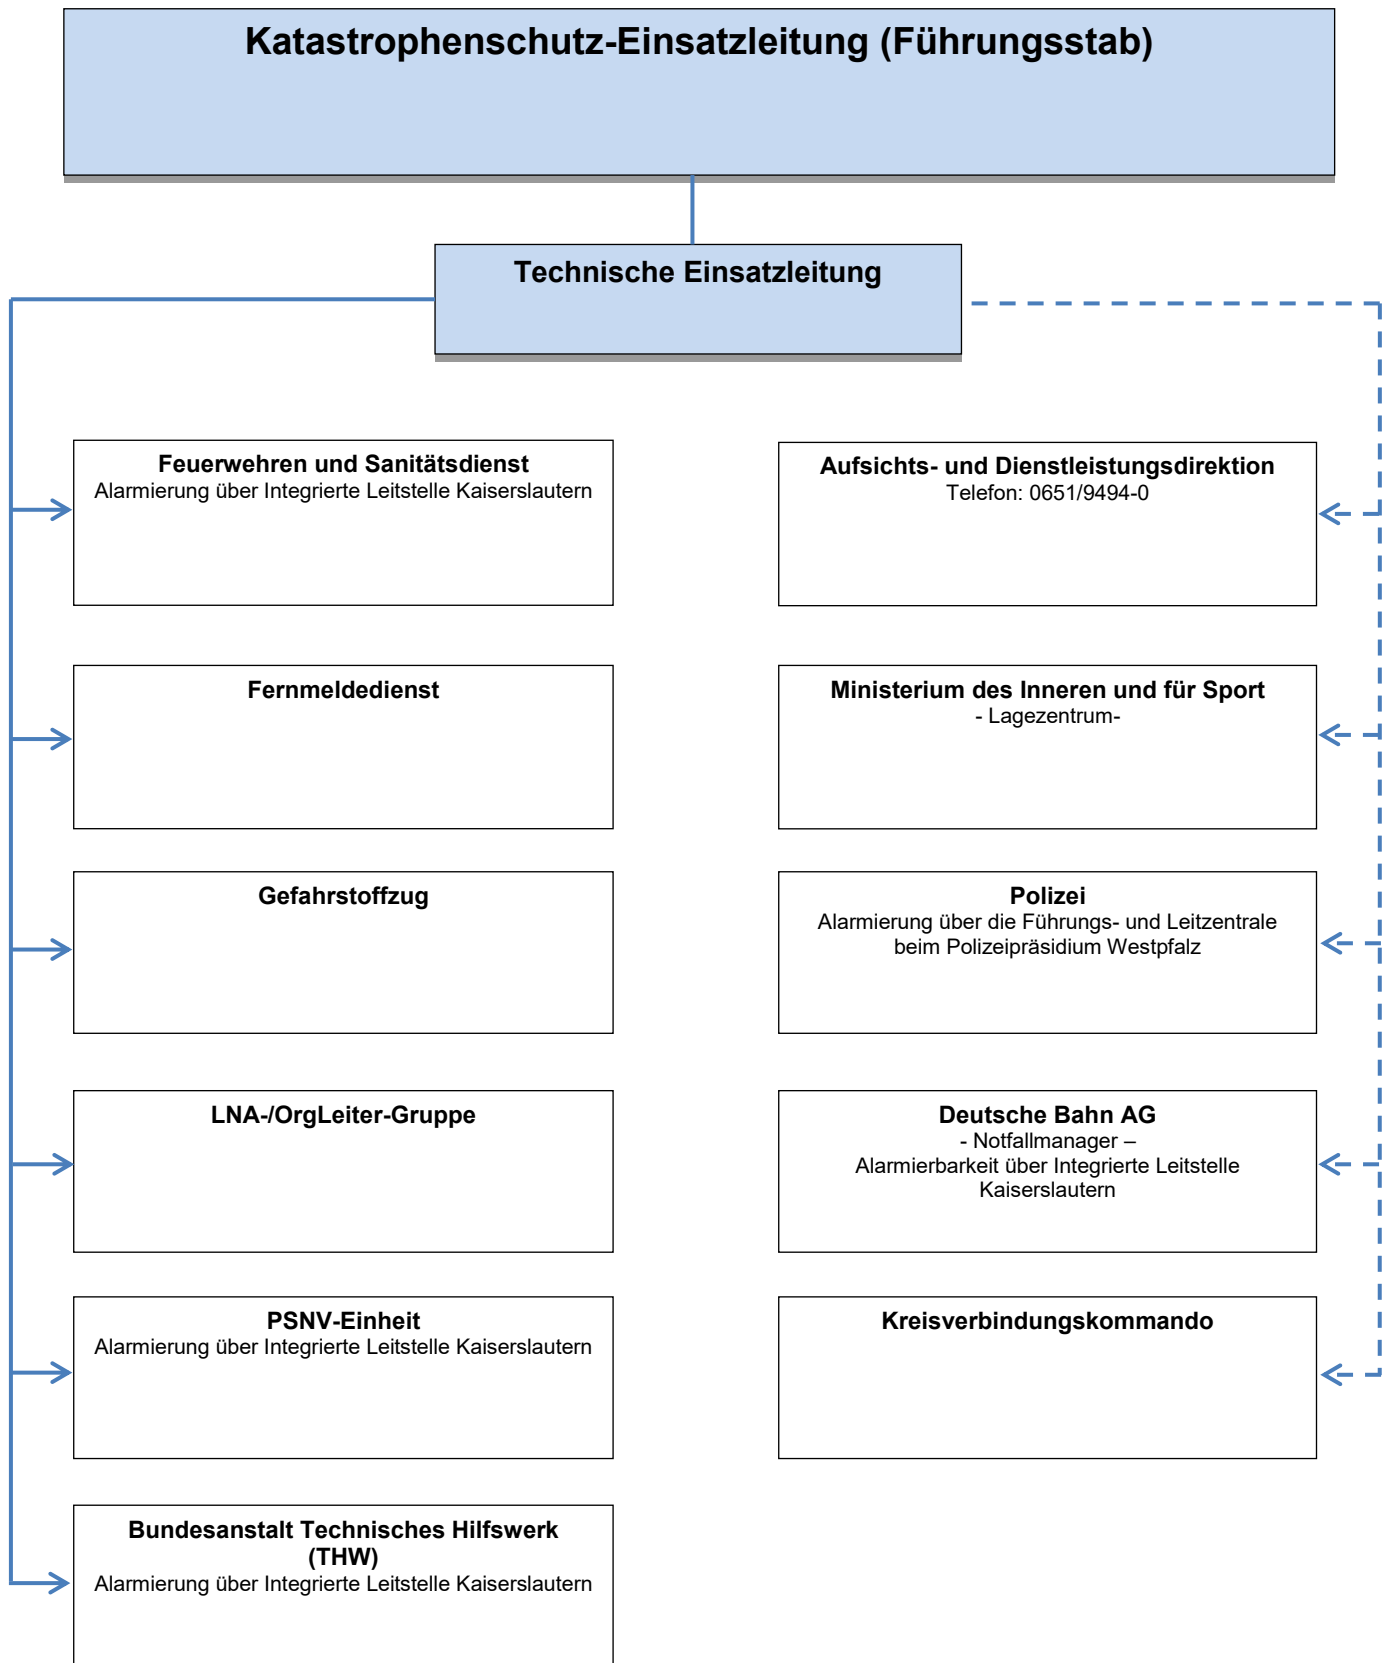 Katastrophenschutz-Einsatzleitung (Führungsstab)
Technische Einsatzleitung
Feuerwehren und Sanitätsdienst
Alarmierung über Integrierte Leitstelle Kaiserslautern
Fernmeldedienst
Gefahrstoffzug
LNA-/OrgLeiter-Gruppe
PSNV-Einheit
Alarmierung über Integrierte Leitstelle Kaiserslautern
Bundesanstalt Technisches Hilfswerk
(THW)
Alarmierung über Integrierte Leitstelle Kaiserslautern
Aufsichts- und Dienstleistungsdirektion
Telefon: 0651/9494-0
Ministerium des Inneren und für Sport
- Lagezentrum-
Polizei
Alarmierung über die Führungs- und Leitzentrale
beim Polizeipräsidium Westpfalz
Deutsche Bahn AG
- Notfallmanager –
Alarmierbarkeit über Integrierte Leitstelle
Kaiserslautern
Kreisverbindungskommando